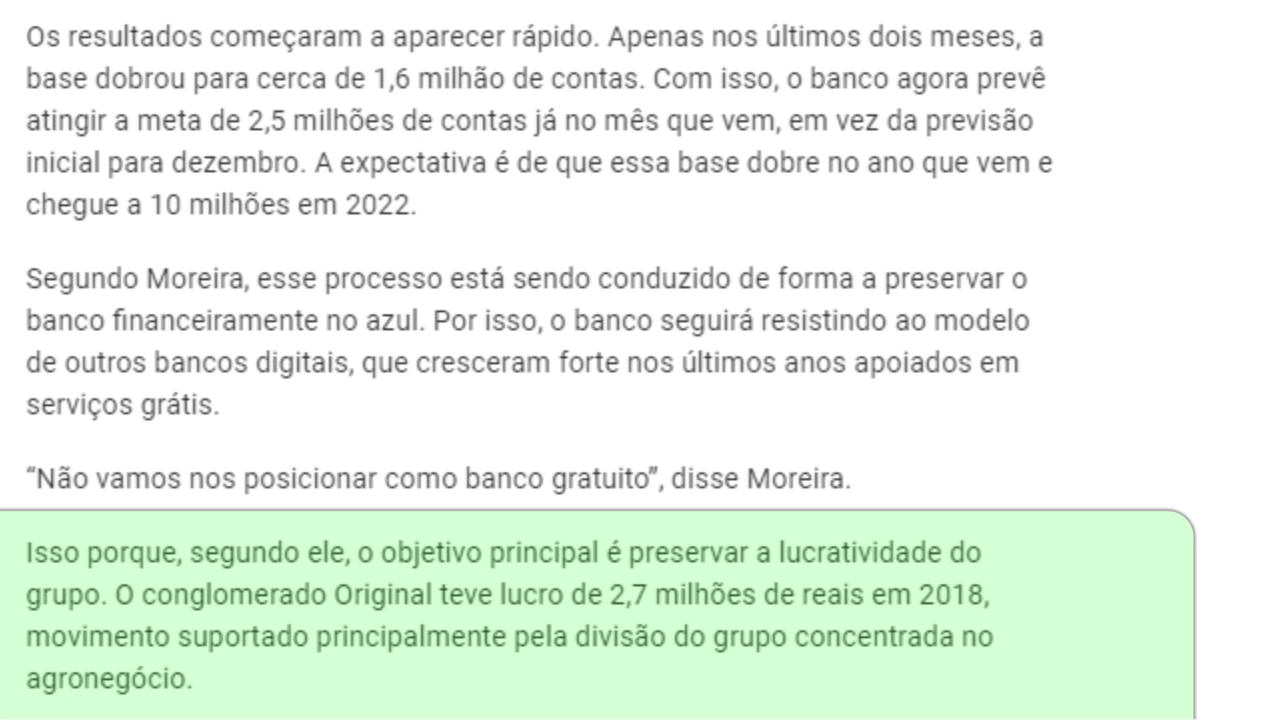 Os resultados começaram a aparecer rápido. Apenas nos últimos dois meses, a
base dobrou para cerca de 1,6 milhão de contas. Com isso, o banco agora prevê
atingir a meta de 2,5 milhões de contas já no mês que vem, em vez da previsão
inicial para dezembro. A expectativa é de que essa base dobre no ano que vem e
chegue a 10 milhões em 2022.
Segundo Moreira, esse processo está sendo conduzido de forma a preservar o
banco financeiramente no azul. Por isso, o banco seguirá resistindo ao modelo
de outros bancos digitais, que cresceram forte nos últimos anos apoiados em
serviços grátis.
“Não vamos nos posicionar como banco gratuito”, disse Moreira.
Isso porque, segundo ele, o objetivo principal é preservar a lucratividade do
grupo. O conglomerado Original teve lucro de 2,7 milhões de reais em 2018,
movimento suportado principalmente pela divisão do grupo concentrada no
agronegócio.